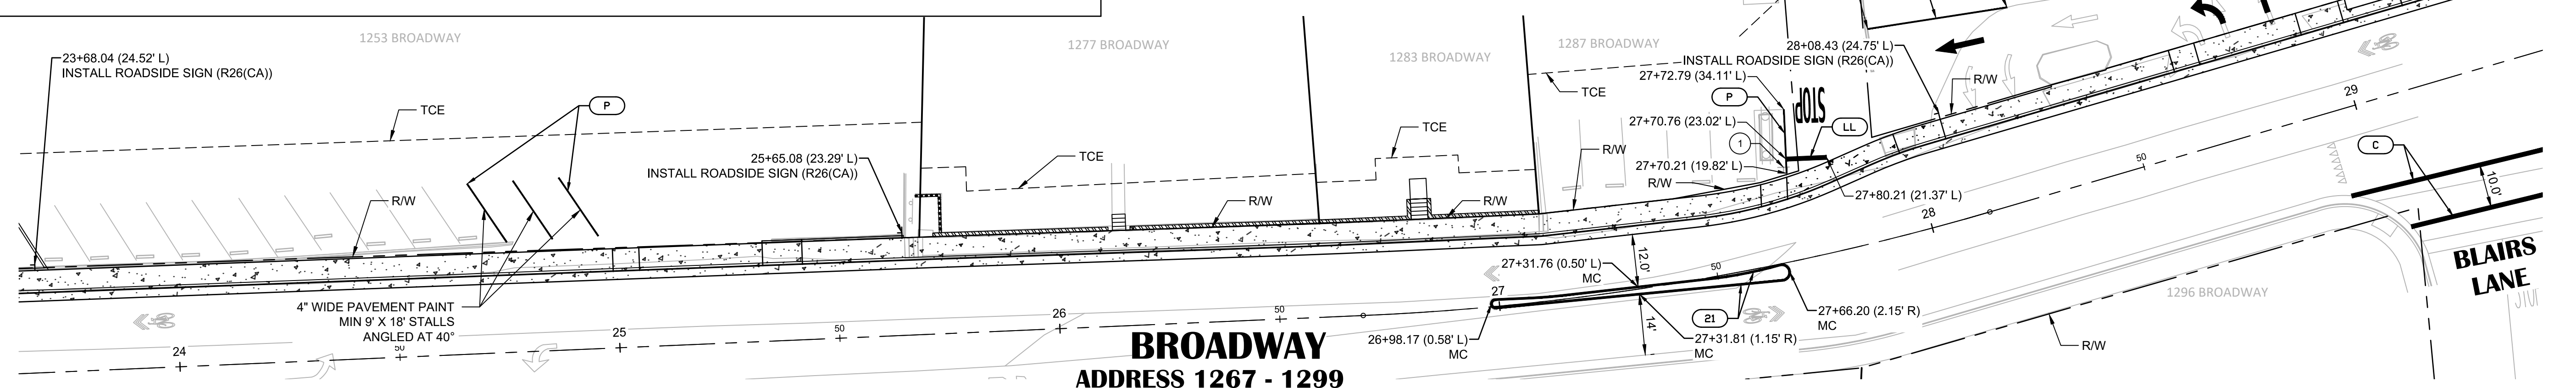 1253 BROADWAY
23+68.04 (24.52' L)
INSTALL ROADSIDE SIGN (R26(CA))
TCE
P
R/W
4" WIDE PAVEMENT PAINT
MIN 9' X 18' STALLS
ANGLED AT 40°
25+65.08 (23.29' L)
INSTALL ROADSIDE SIGN (R26(CA))
1277 BROADWAY
TCE
R/W
1283 BROADWAY
TCE
R/W
1287 BROADWAY
TCE
R/W
28+08.43 (24.75' L)
INSTALL ROADSIDE SIGN (R26(CA))
27+72.79 (34.11' L)
P
STOP
27+70.76 (23.02' L)
LL
1
27+70.21 (19.82' L)
R/W
27+80.21 (21.37' L)
R/W
24
50
25
50
26
50
27
50
28
50
29
12.0'
14'
27+31.76 (0.50' L)
MC
26+98.17 (0.58' L)
MC
21
27+31.81 (1.15' R)
MC
27+66.20 (2.15' R)
MC
BROADWAY
ADDRESS 1267 - 1299
C
10.0'
BLAIRS
LANE
1296 BROADWAY
R/W